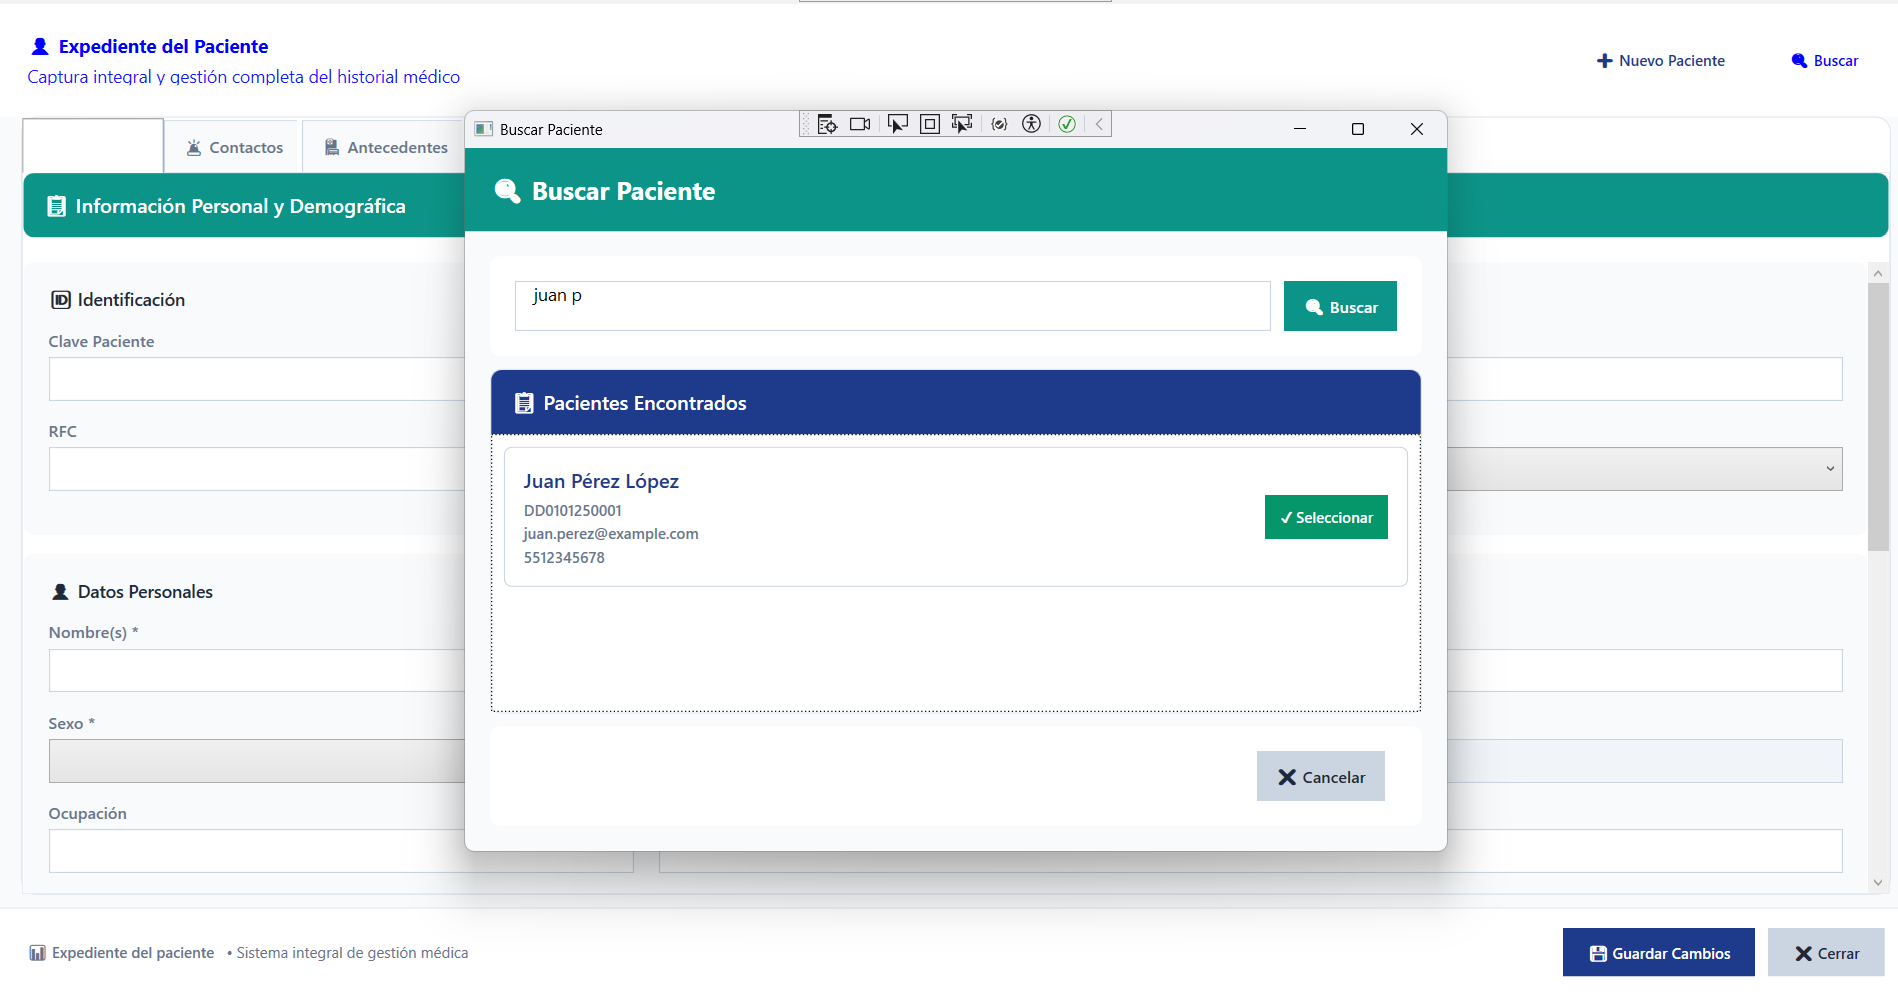 Expediente del Paciente
Captura integral y gestión completa del historial médico
Nuevo Paciente
Buscar
Contactos
Antecedentes
Información Personal y Demográfica
ID Identificación
Clave Paciente
RFC
Datos Personales
Nombre(s) *
Sexo *
Ocupación
Buscar Paciente
Buscar Paciente
juan p
Buscar
Pacientes Encontrados
Juan Pérez López
DD0101250001
juan.perez@example.com
5512345678
✓ Seleccionar
Cancelar
Expediente del paciente • Sistema integral de gestión médica
Guardar Cambios
Cerrar